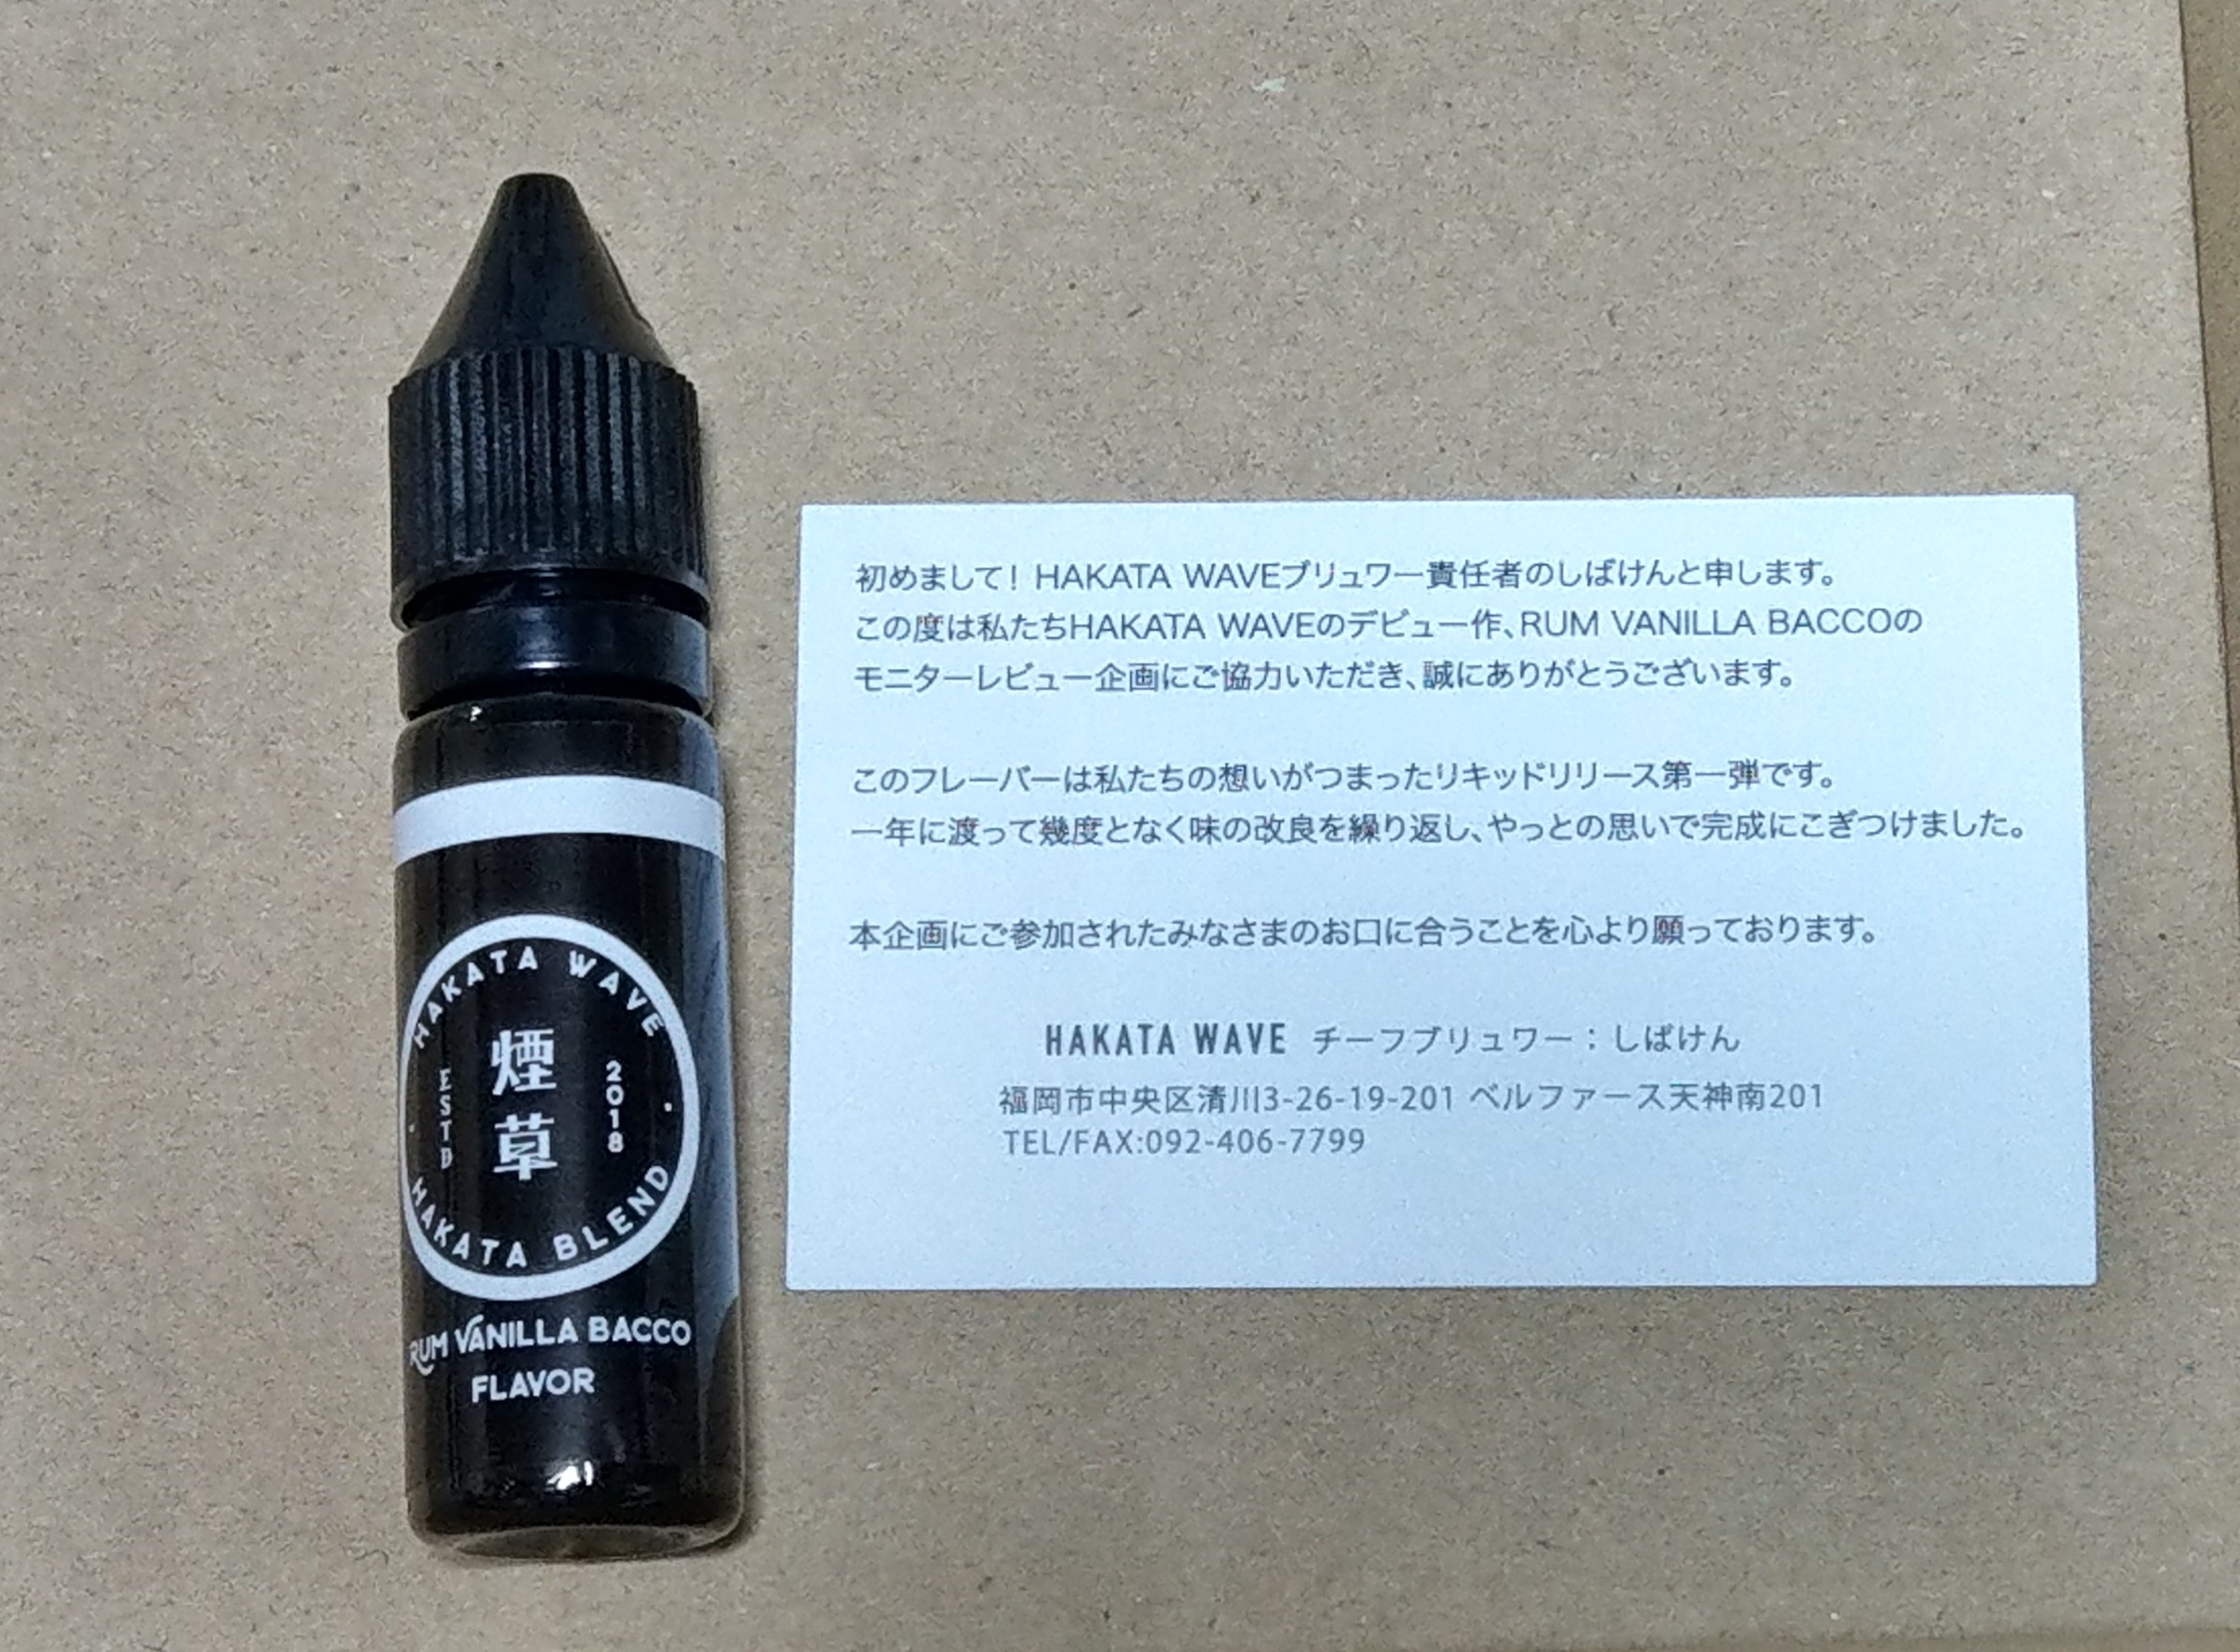 HAKATA WAVE
煙草
ESTD
2018
HAKATA BLEND
RUM VANILLA BACCO
FLAVOR
初めまして！HAKATA WAVEブリュワー責任者のしばけんと申します。
この度は私たちHAKATA WAVEのデビュー作、RUM VANILLA BACCOの
モニターレビュー企画にご協力いただき、誠にありがとうございます。
このフレーバーは私たちの想いがつまったリキッドリリース第一弾です。
一年に渡って幾度となく味の改良を繰り返し、やっとの思いで完成にこぎつけました。
本企画にご参加されたみなさまのお口に合うことを心より願っております。
HAKATA WAVE チーフブリュワー：しばけん
福岡市中央区清川3-26-19-201 ベルファース天神南201
TEL/FAX:092-406-7799